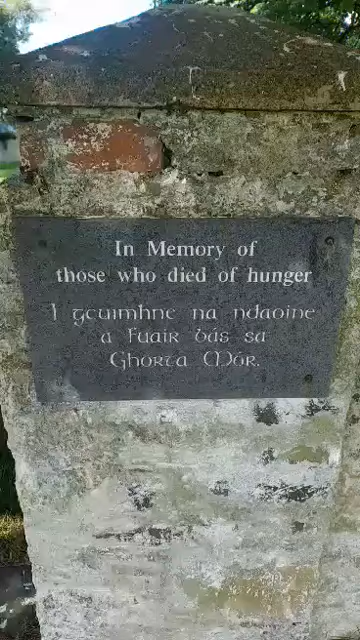 In Memory of
those who died of hunger
I gcuimhne na ndaoine
a fuair bás sa
Ghorta Mór.